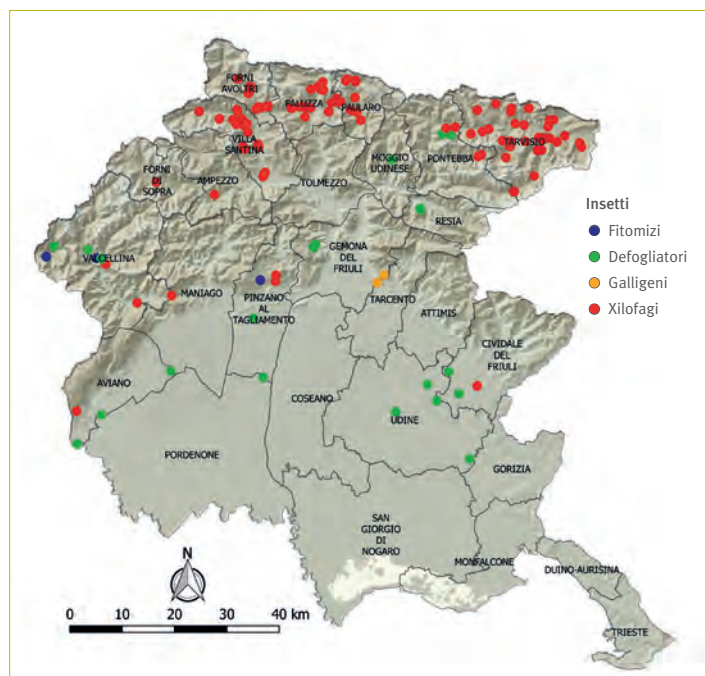 FORNI
AVOLTRI
PALUZZA
PAULARO
VILLA
SANTINA
TARVISIO
MOGGIO
UDINESE
PONTEBBA
FORNI
DI
SOPRA
AMPEZZO
TOLMEZZO
RESIA
VALCELLINA
GEMONA
DEL
FRIULI
MANIAGO
PINZANO
AL
TAGLIAMENTO
TARCENTO
ATTIMIS
CIVIDALE
DEL
FRIULI
AVIANO
COSEANO
UDINE
PORDENONE
GORIZIA
SAN
GIORGIO
DI
NOGARO
MONFALCONE
DUINO-AURISINA
TRIESTE
Insetti
Fitomizi
Defogliatori
Galligeni
Xilofagi
N
0 10 20 30 40 km